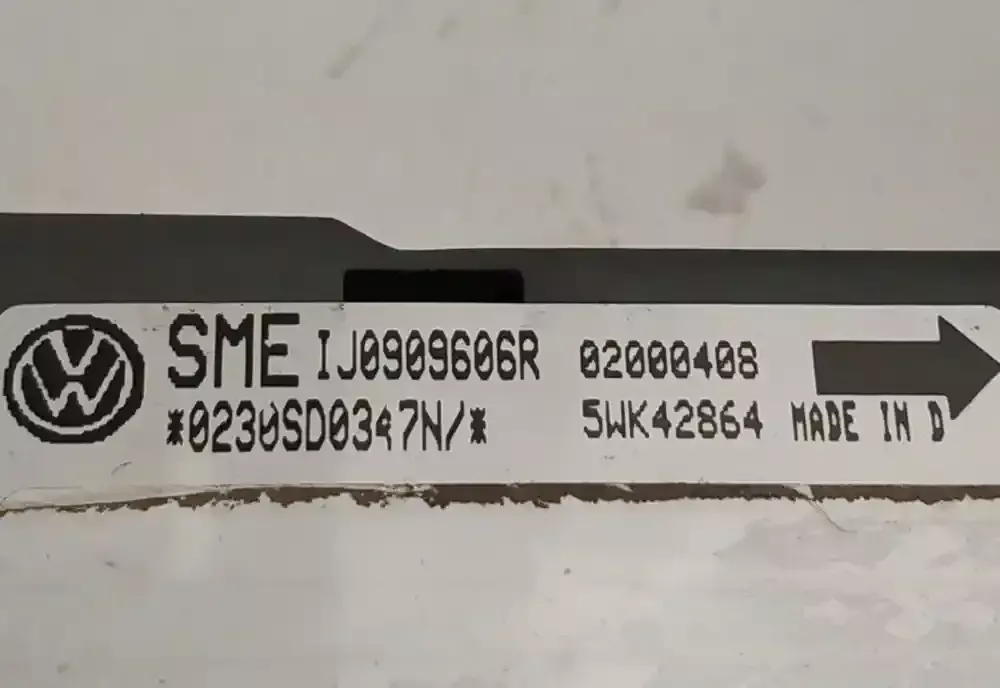 SME 1J0909606R 02000408
*0230SD0347N/* 5WK42864 MADE IN D